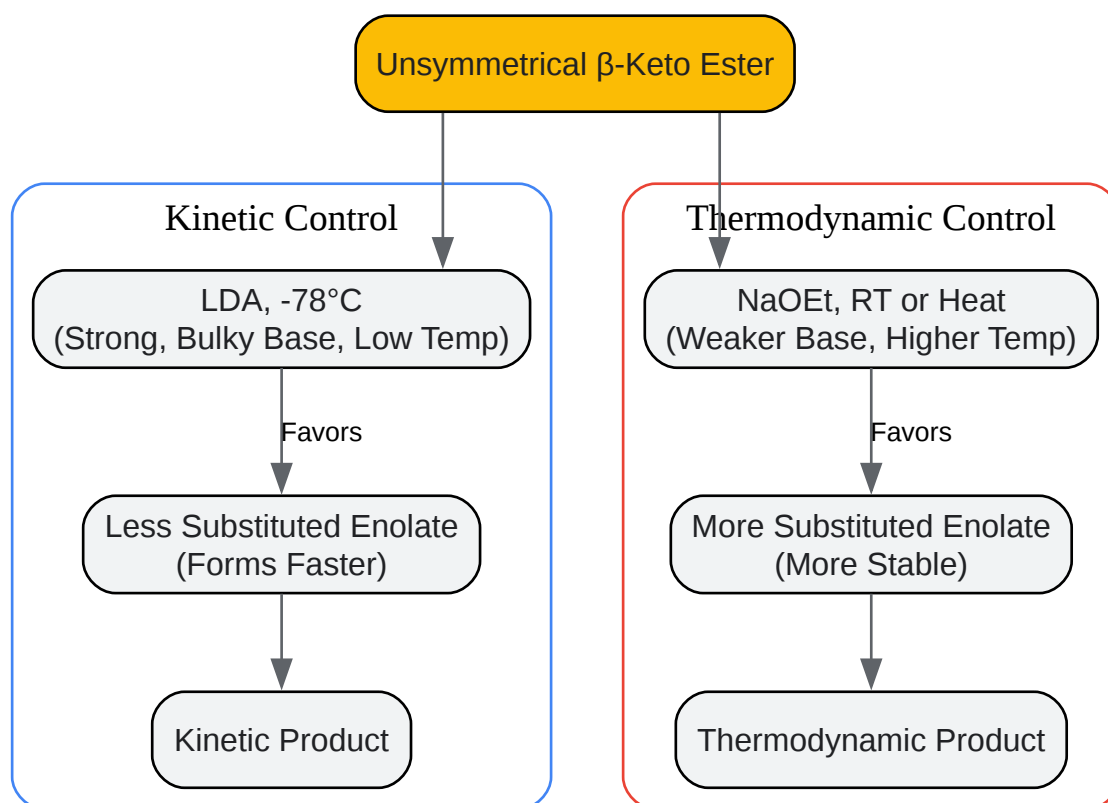 Unsymmetrical β-Keto Ester
Kinetic Control
LDA, -78°C
(Strong, Bulky Base, Low Temp)
Favors
Less Substituted Enolate
(Forms Faster)
Kinetic Product
Thermodynamic Control
NaOEt, RT or Heat
(Weaker Base, Higher Temp)
Favors
More Substituted Enolate
(More Stable)
Thermodynamic Product